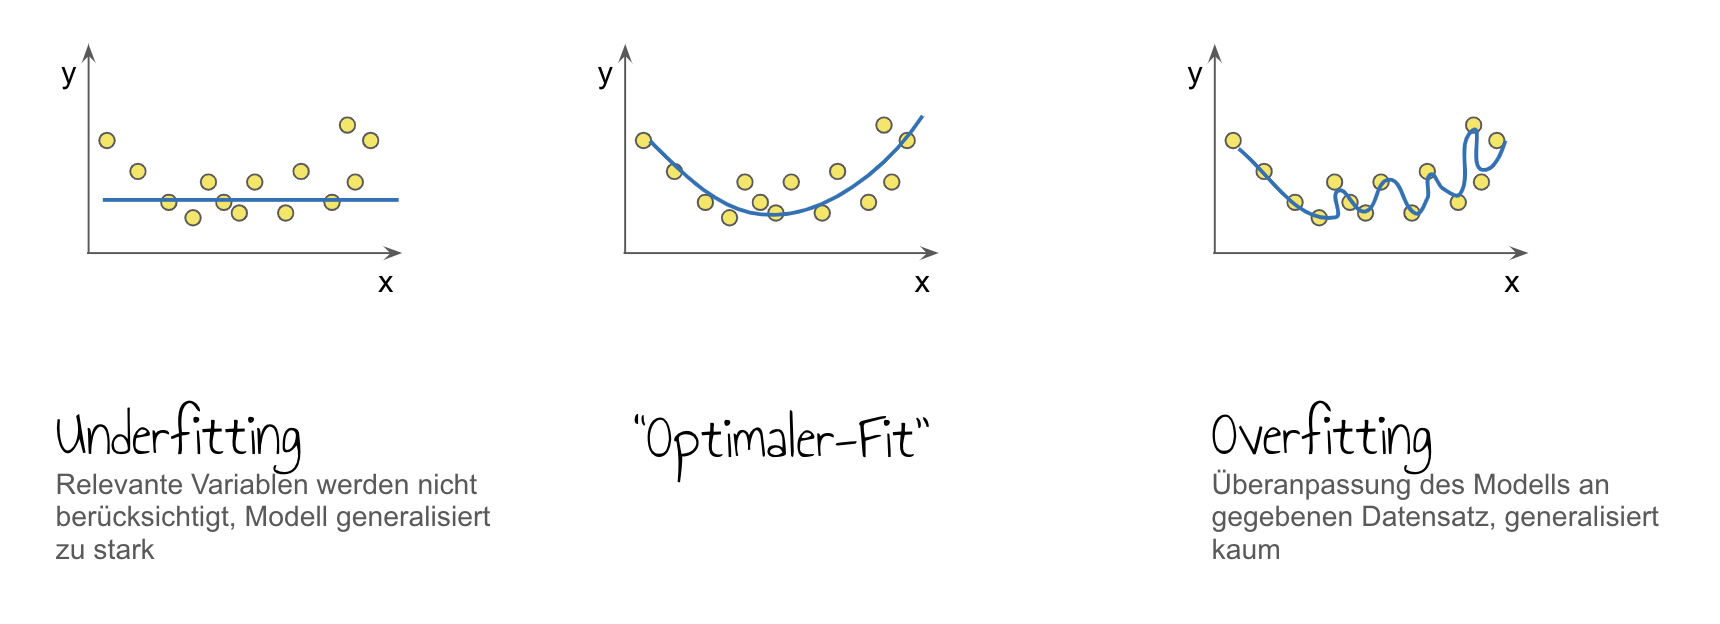 y
x
y
x
y
x
Underfitting
Relevante Variablen werden nicht
berücksichtigt, Modell generalisiert
zu stark
"Optimaler-Fit"
Overfitting
Überanpassung des Modells an
gegebenen Datensatz, generalisiert
kaum